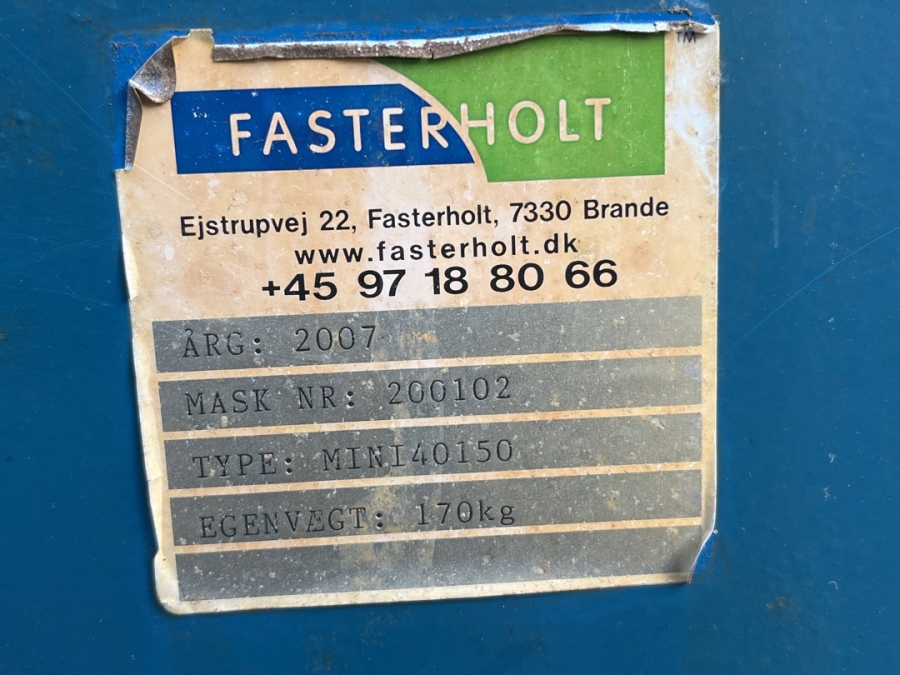 TM
FASTERHOLT
Ejstrupvej 22, Fasterholt, 7330 Brande
www.fasterholt.dk
+45 97 18 80 66
ÅRG: 2007
MASK NR: 200102
TYPE: MINI40150
EGENVÆGT: 170kg